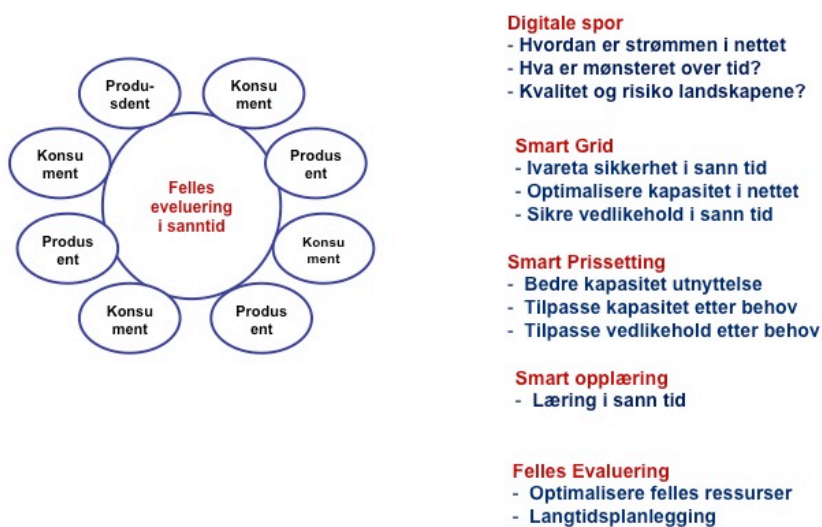 Produ-
sdent
Konsu
ment
Konsu
ment
Produs
ent
Felles
eveluering
i sanntid
Produs
ent
Konsu
ment
Konsu
ment
Produs
ent
Digitale spor
- Hvordan er strømmen i nettet
- Hva er mønsteret over tid?
- Kvalitet og risiko landskapene?
Smart Grid
- Ivareta sikkerhet i sann tid
- Optimalisere kapasitet i nettet
- Sikre vedlikehold i sann tid
Smart Prissetting
- Bedre kapasitet utnyttelse
- Tilpasse kapasitet etter behov
- Tilpasse vedlikehold etter behov
Smart opplæring
- Læring i sann tid
Felles Evaluering
- Optimalisere felles ressurser
- Langtidsplanlegging